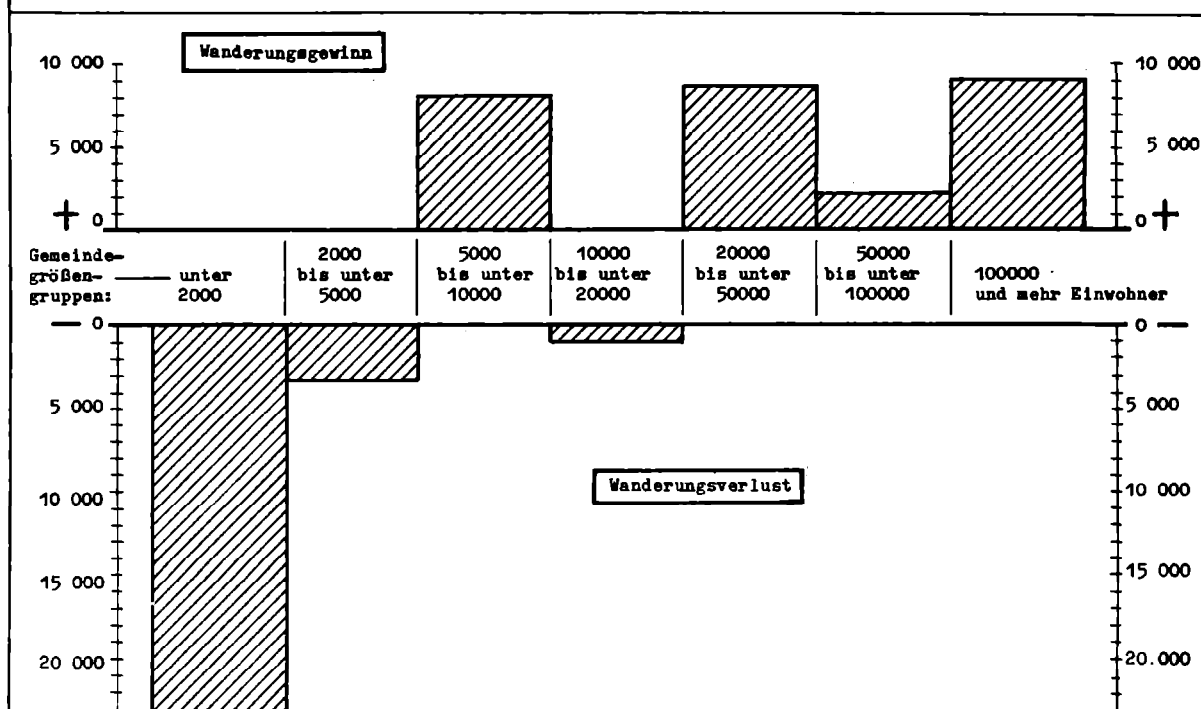 Wanderungsgewinn
10 000 10 000
5 000 5 000
+ 0 0 +
Gemeinde- 2000 5000 10000 20000 50000
größen- unter bis unter bis unter bis unter bis unter bis unter 100000
gruppen: 2000 5000 10000 20000 50000 100000 und mehr Einwohner
— 0 0 —
5 000 5 000
Wanderungsverlust
10 000 10 000
15 000 15 000
20 000 20.000